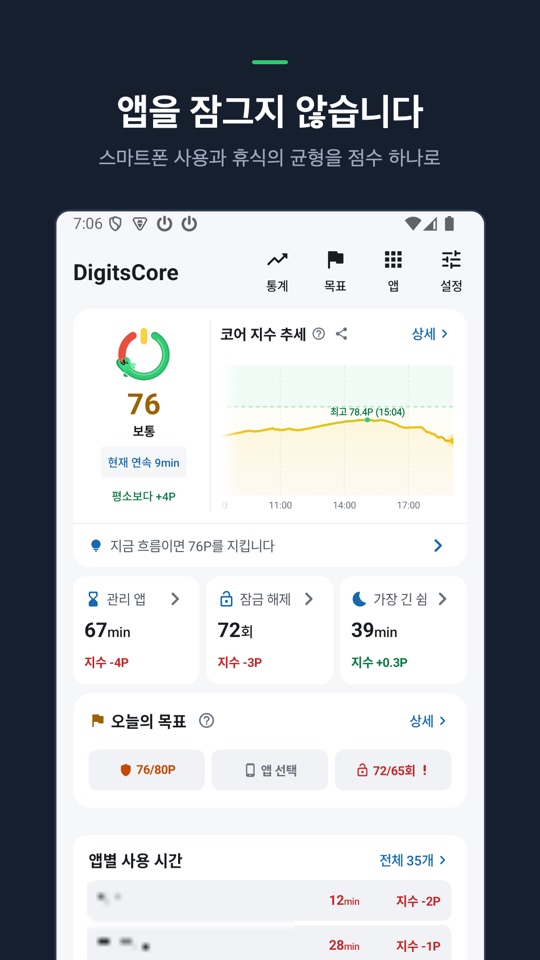 앱을 잠그지 않습니다
스마트폰 사용과 휴식의 균형을 점수 하나로
7:06
DigitsCore
통계
목표
앱
설정
76
보통
현재 연속 9min
평소보다 +4P
코어 지수 추세
상세
최고 78.4P (15:04)
0
11:00
14:00
17:00
지금 흐름이면 76P를 지킵니다
관리 앱
67min
지수 -4P
잠금 해제
72회
지수 -3P
가장 긴 쉼
39min
지수 +0.3P
오늘의 목표
상세
76/80P
앱 선택
72/65회 !
앱별 사용 시간
전체 35개
12min
지수 -2P
28min
지수 -1P